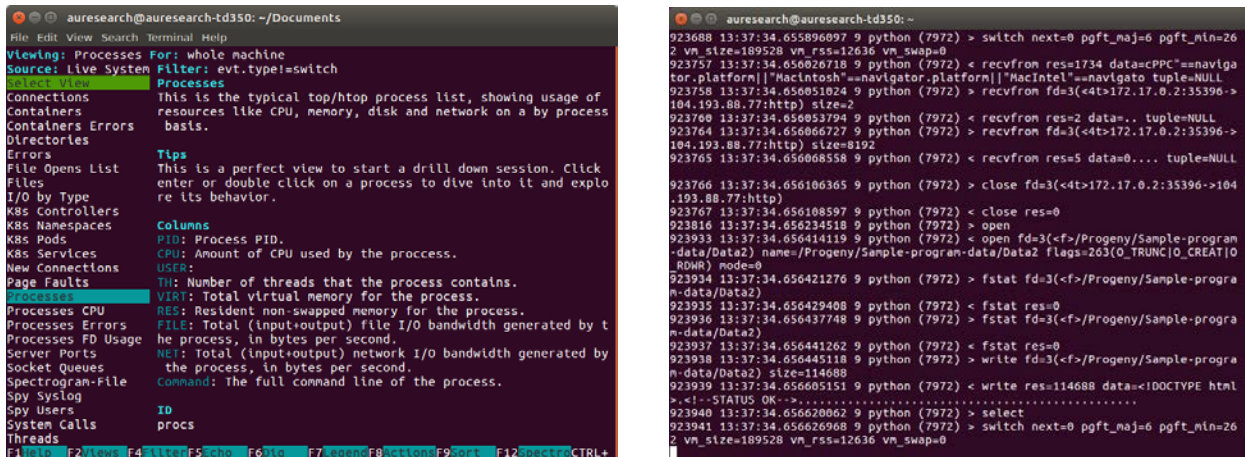 auresearch@auresearch-td350: ~/Documents
File Edit View Search Terminal Help
Viewing: Processes For: whole machine
Source: Live System Filter: evt.type!=switch
Select View Processes
Connections This is the typical top/htop process list, showing usage of
Containers resources like CPU, memory, disk and network on a by process
Containers Errors basis.
Directories
Errors Tips
File Opens List This is a perfect view to start a drill down session. Click
Files enter or double click on a process to dive into it and explo
I/O by Type re its behavior.
K8s Controllers
K8s Namespaces Columns
K8s Pods PID: Process PID.
K8s Services CPU: Amount of CPU used by the proccess.
New Connections USER:
Page Faults TH: Number of threads that the process contains.
Processes VIRT: Total virtual memory for the process.
Processes CPU RES: Resident non-swapped memory for the process.
Processes Errors FILE: Total (input+output) file I/O bandwidth generated by t
Processes FD Usage he process, in bytes per second.
Server Ports NET: Total (input+output) network I/O bandwidth generated by
Socket Queues the process, in bytes per second.
Spectrogram-File Command: The full command line of the process.
Spy Syslog
Spy Users ID
System Calls procs
Threads
F1Help F2Views F4Filter F5Echo F6Dig F7Legend F8Actions F9Sort F12Spectro CTRL+
auresearch@auresearch-td350: ~
923688 13:37:34.655896097 9 python (7972) > switch next=0 pgft_maj=6 pgft_min=26
2 vm_size=189528 vm_rss=12636 vm_swap=0
923757 13:37:34.656026718 9 python (7972) < recvfrom res=1734 data=cPPC"==naviga
tor.platform||"Macintosh"==navigator.platform||"MacIntel"==navigato tuple=NULL
923758 13:37:34.656051024 9 python (7972) > recvfrom fd=3(<4t>172.17.0.2:35396->
104.193.88.77:http) size=2
923760 13:37:34.656053794 9 python (7972) < recvfrom res=2 data=.. tuple=NULL
923764 13:37:34.656066727 9 python (7972) > recvfrom fd=3(<4t>172.17.0.2:35396->
104.193.88.77:http) size=8192
923765 13:37:34.656068558 9 python (7972) < recvfrom res=5 data=0.... tuple=NULL
923766 13:37:34.656106365 9 python (7972) > close fd=3(<4t>172.17.0.2:35396->104
.193.88.77:http)
923767 13:37:34.656108597 9 python (7972) < close res=0
923816 13:37:34.656234518 9 python (7972) > open
923933 13:37:34.656414119 9 python (7972) < open fd=3(<f>/Progeny/Sample-program
-data/Data2) name=/Progeny/Sample-program-data/Data2 flags=263(O_TRUNC|O_CREAT|O
_RDWR) mode=0
923934 13:37:34.656421276 9 python (7972) > fstat fd=3(<f>/Progeny/Sample-progra
m-data/Data2)
923935 13:37:34.656429408 9 python (7972) < fstat res=0
923936 13:37:34.656437748 9 python (7972) > fstat fd=3(<f>/Progeny/Sample-progra
m-data/Data2)
923937 13:37:34.656441262 9 python (7972) < fstat res=0
923938 13:37:34.656445118 9 python (7972) > write fd=3(<f>/Progeny/Sample-progra
m-data/Data2) size=114688
923939 13:37:34.656605151 9 python (7972) < write res=114688 data=<!DOCTYPE html
>.<!--STATUS OK-->................................................
923940 13:37:34.656620062 9 python (7972) > select
923941 13:37:34.656626968 9 python (7972) > switch next=0 pgft_maj=6 pgft_min=26
2 vm_size=189528 vm_rss=12636 vm_swap=0